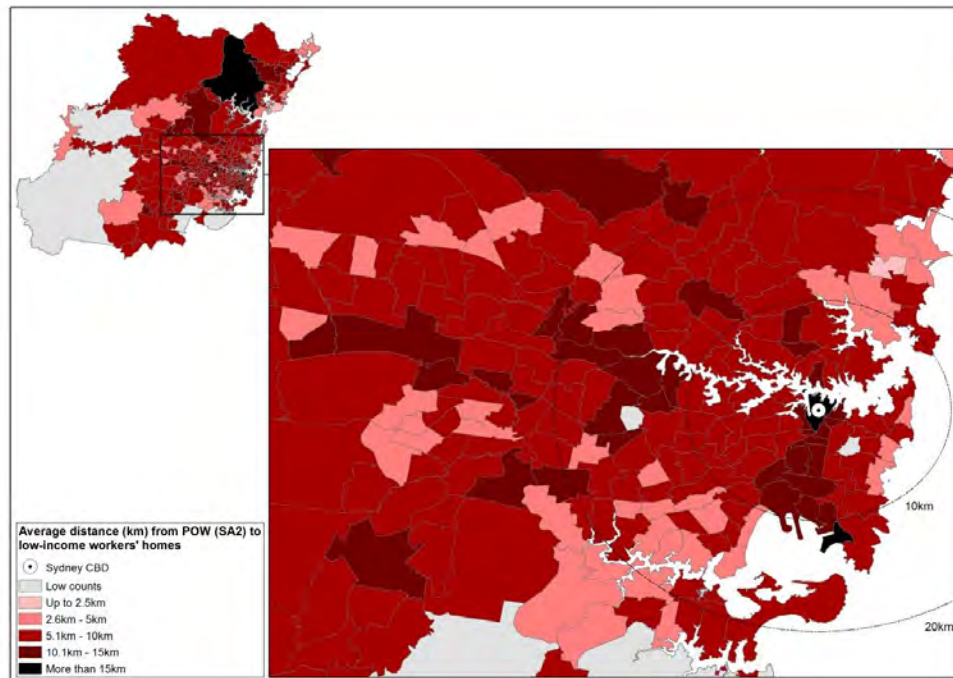 10km
20km
Average distance (km) from POW (SA2) to
low-income workers' homes
Sydney CBD
Low counts
Up to 2.5km
2.6km - 5km
5.1km - 10km
10.1km - 15km
More than 15km